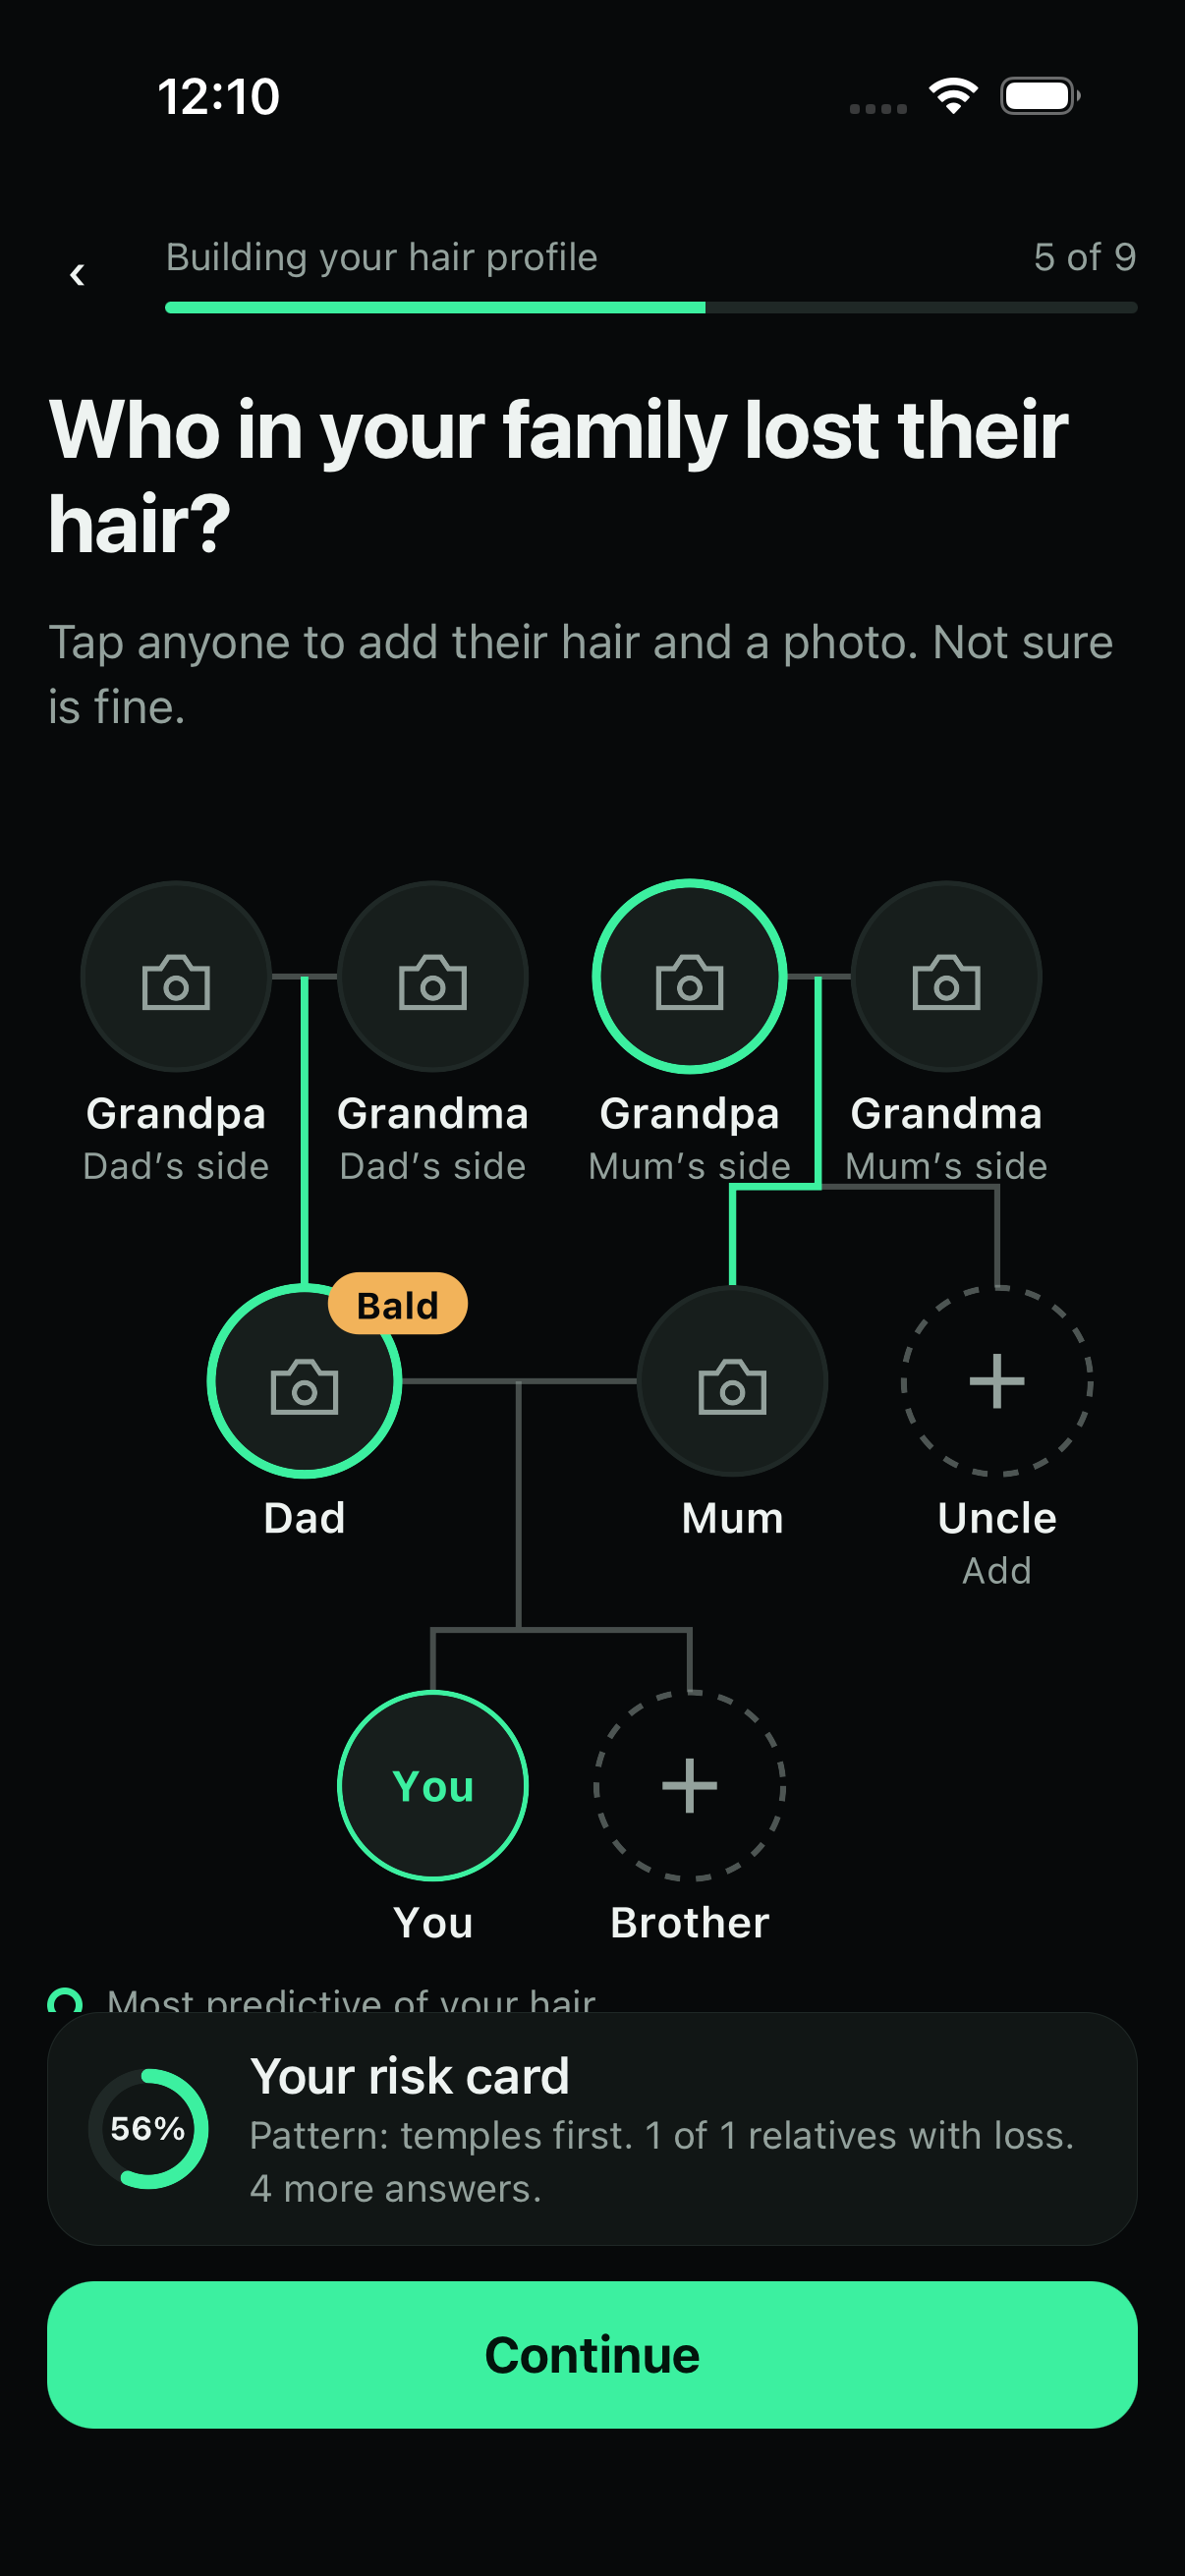 12:10
‹
Building your hair profile
5 of 9
Who in your family lost their
hair?
Tap anyone to add their hair and a photo. Not sure
is fine.
Grandpa
Dad’s side
Grandma
Dad’s side
Grandpa
Mum’s side
Grandma
Mum’s side
Bald
Dad
Mum
Uncle
Add
You
You
Brother
Most predictive of your hair
56%
Your risk card
Pattern: temples first. 1 of 1 relatives with loss.
4 more answers.
Continue